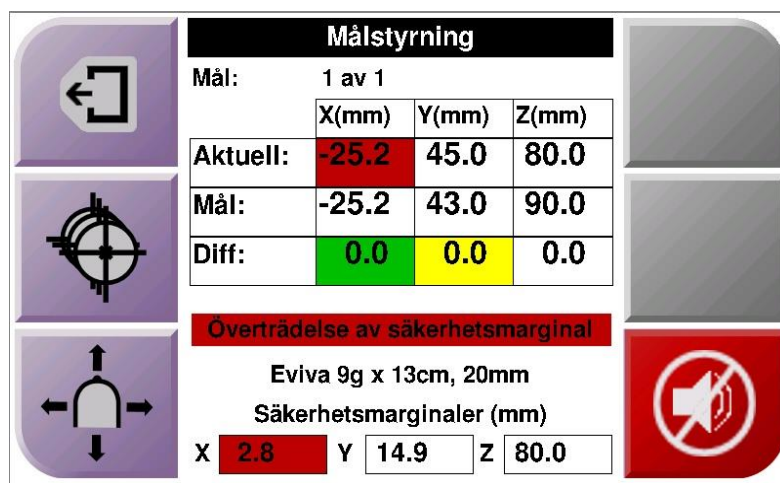 Målstyrning
Mål: 1 av 1
X(mm) Y(mm) Z(mm)
Aktuell: -25.2 45.0 80.0
Mål: -25.2 43.0 90.0
Diff: 0.0 0.0 0.0
Överträdelse av säkerhetsmarginal
Eviva 9g x 13cm, 20mm
Säkerhetsmarginaler (mm)
X 2.8 Y 14.9 Z 80.0